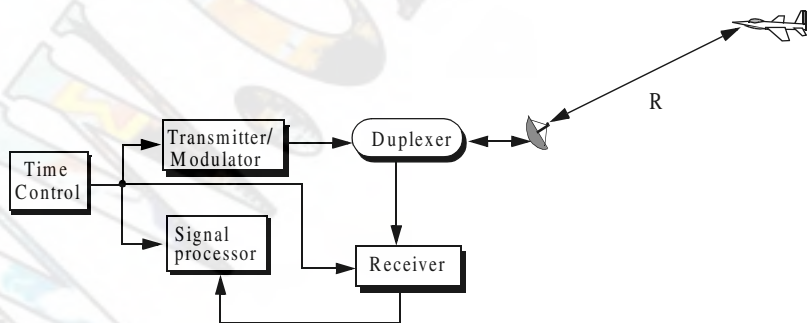 R
Transmitter/
Modulator
Duplexer
Time
Control
Signal
processor
Receiver